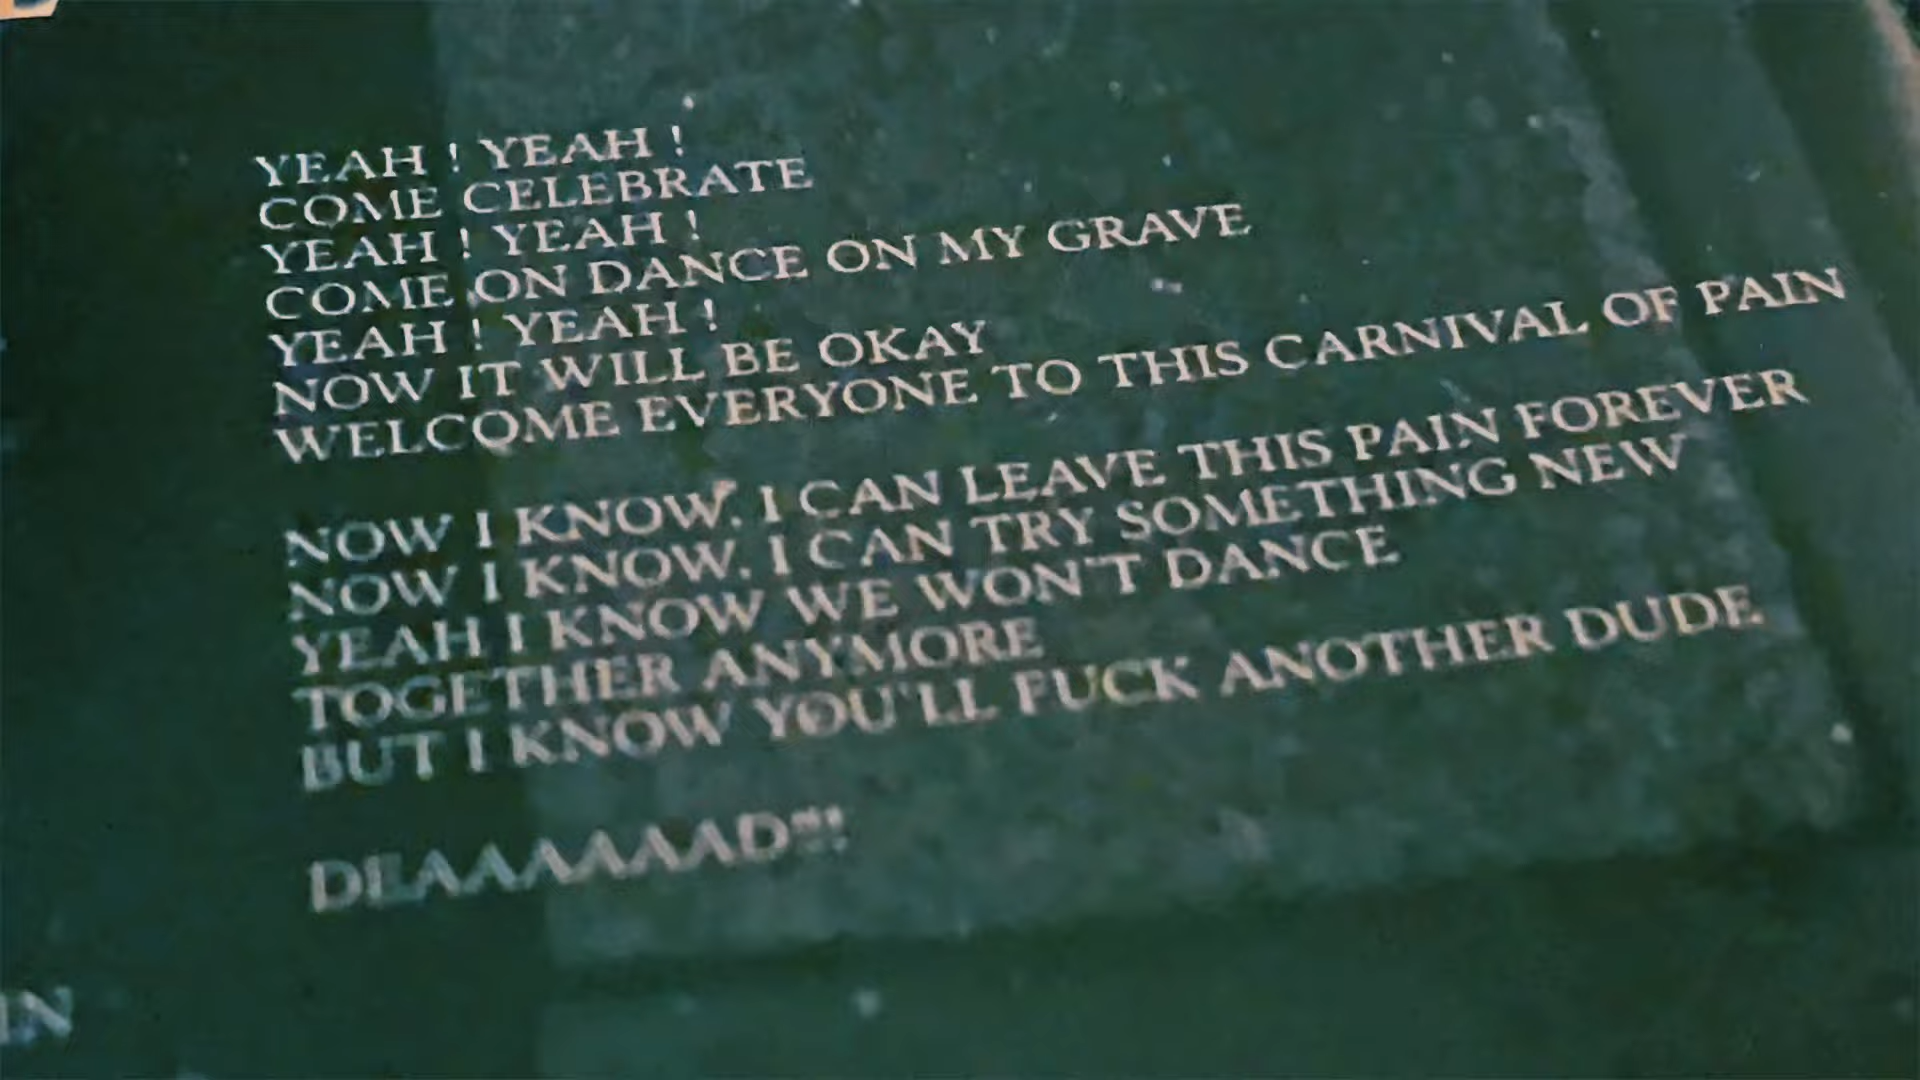 YEAH ! YEAH !
COME CELEBRATE
YEAH ! YEAH !
COME ON DANCE ON MY GRAVE
YEAH ! YEAH !
NOW IT WILL BE OKAY
WELCOME EVERYONE TO THIS CARNIVAL OF PAIN
NOW I KNOW. I CAN LEAVE THIS PAIN FOREVER
NOW I KNOW. I CAN TRY SOMETHING NEW
YEAH I KNOW WE WON'T DANCE
TOGETHER ANYMORE
BUT I KNOW YOU'LL FUCK ANOTHER DUDE
DEAAAAAAAD!!!